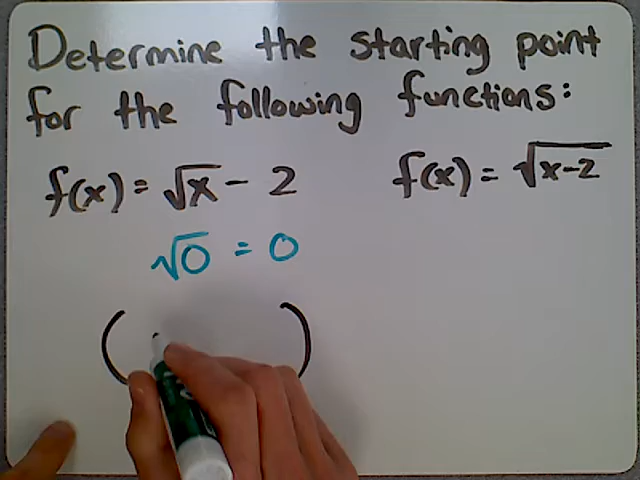 Determine the starting point
for the following functions:
f(x) = √x - 2
f(x) = √(x-2)
√0 = 0
( )